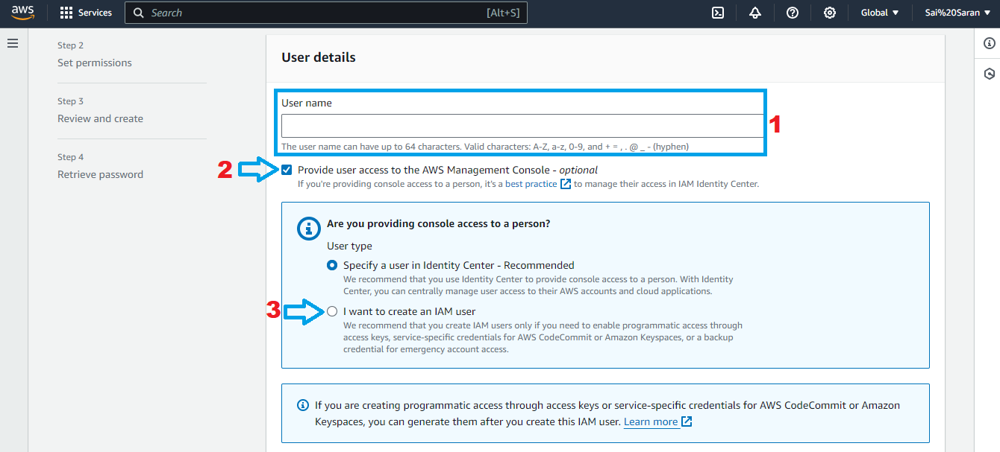 aws
Services
Search
[Alt+S]
Global
Sai%20Saran
Step 2
Set permissions
Step 3
Review and create
Step 4
Retrieve password
User details
User name
1
The user name can have up to 64 characters. Valid characters: A-Z, a-z, 0-9, and + = , . @ _ - (hyphen)
2
Provide user access to the AWS Management Console - optional
If you're providing console access to a person, it's a best practice to manage their access in IAM Identity Center.
Are you providing console access to a person?
User type
Specify a user in Identity Center - Recommended
We recommend that you use Identity Center to provide console access to a person. With Identity
Center, you can centrally manage user access to their AWS accounts and cloud applications.
3
I want to create an IAM user
We recommend that you create IAM users only if you need to enable programmatic access through
access keys, service-specific credentials for AWS CodeCommit or Amazon Keyspaces, or a backup
credential for emergency account access.
If you are creating programmatic access through access keys or service-specific credentials for AWS CodeCommit or Amazon
Keyspaces, you can generate them after you create this IAM user. Learn more